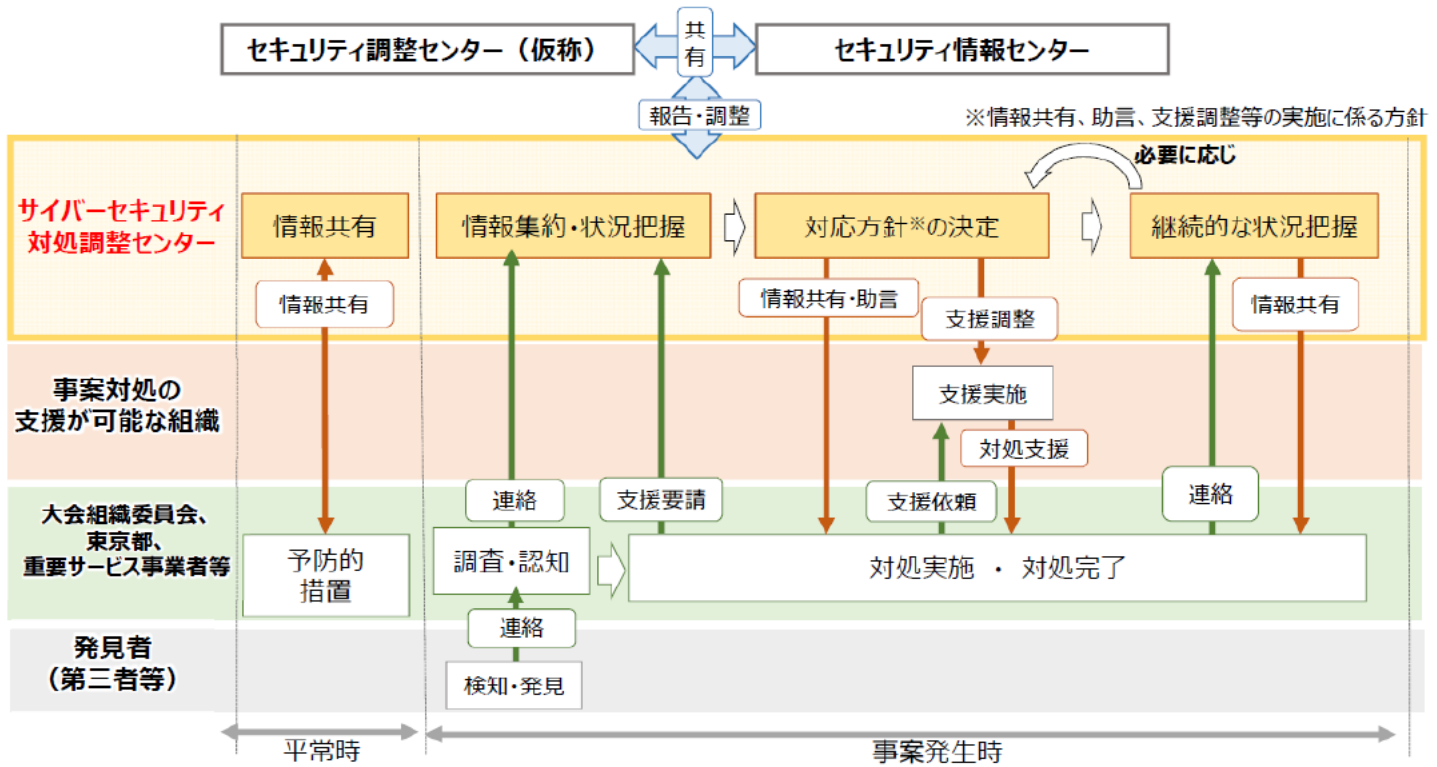 セキュリティ調整センター（仮称）
共有
セキュリティ情報センター
報告・調整
※情報共有、助言、支援調整等の実施に係る方針
必要に応じ
サイバーセキュリティ
対処調整センター
情報共有
情報集約・状況把握
対応方針※の決定
継続的な状況把握
情報共有
情報共有・助言
支援調整
情報共有
事案対処の
支援が可能な組織
支援実施
対処支援
連絡
支援要請
支援依頼
連絡
大会組織委員会、
東京都、
重要サービス事業者等
予防的
措置
調査・認知
対処実施 ・ 対処完了
連絡
発見者
（第三者等）
検知・発見
平常時
事案発生時